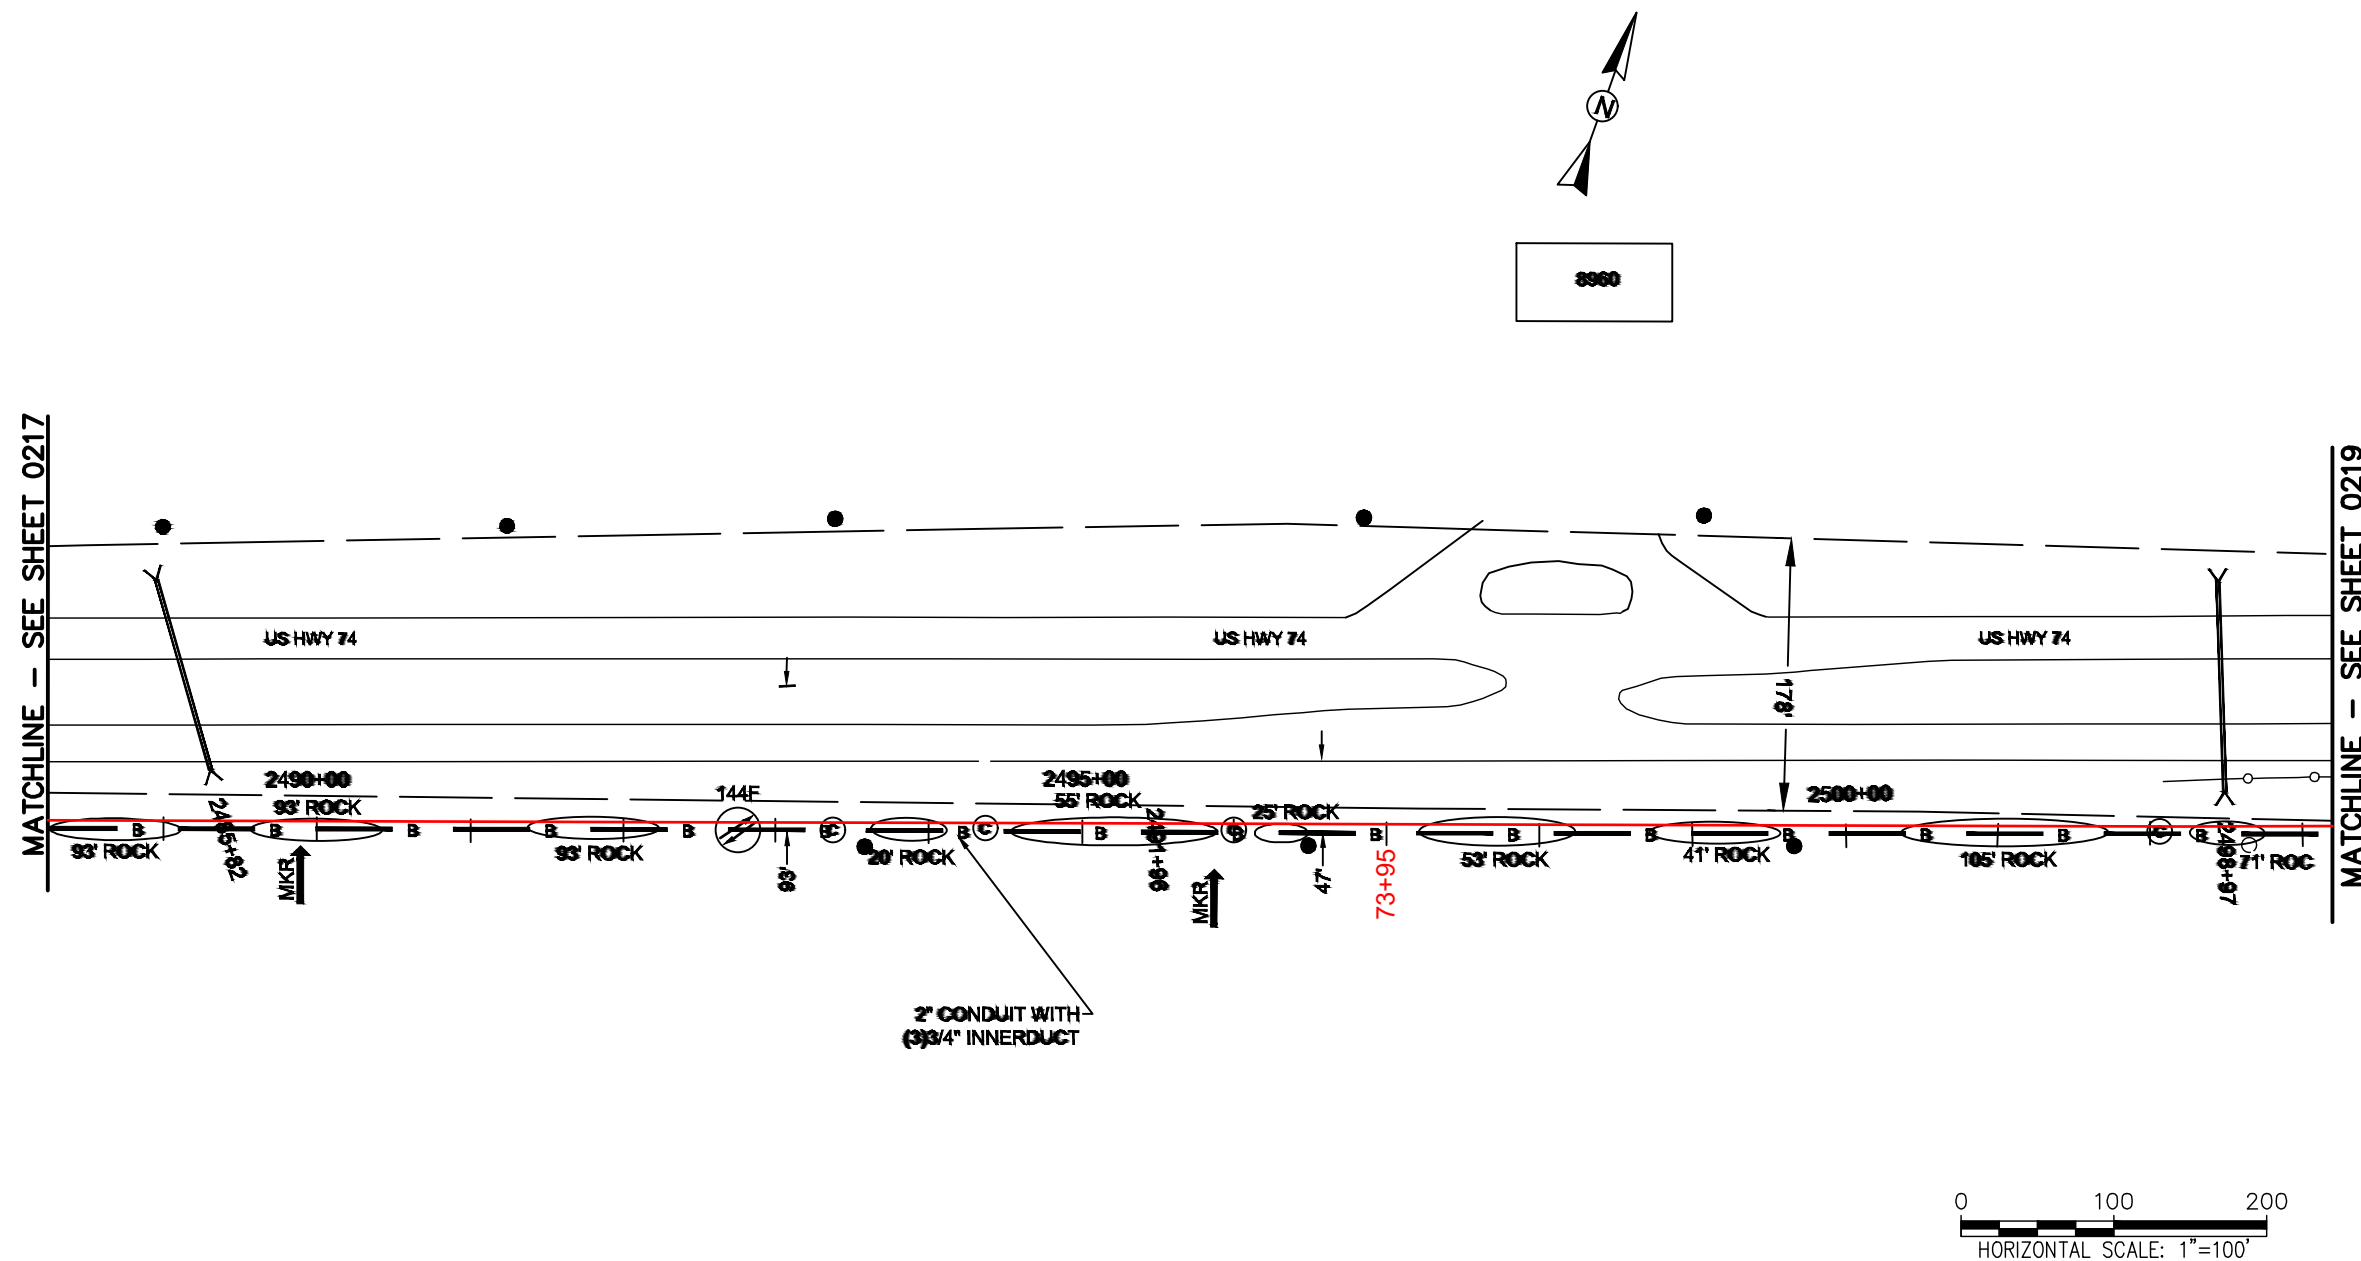 N
8960
MATCHLINE - SEE SHEET 0217
MATCHLINE - SEE SHEET 0219
US HWY 74
US HWY 74
US HWY 74
178'
2490+00
93' ROCK
144F
2495+00
55' ROCK
25' ROCK
2500+00
B
B
B
B
B
B
C
B
C
B
B
B
B
B
B
B
C
B
93' ROCK
MKR
93' ROCK
93'
20' ROCK
MKR
47'
73+95
53' ROCK
41' ROCK
105' ROCK
2498+97
71' ROC
2" CONDUIT WITH
(3)3/4" INNERDUCT
0 100 200
HORIZONTAL SCALE: 1"=100'